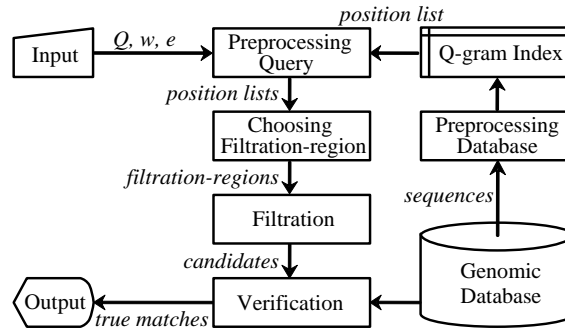 position list
Input
Q, w, e
Preprocessing
Query
Q-gram Index
position lists
Choosing
Filtration-region
Preprocessing
Database
filtration-regions
sequences
Filtration
candidates
Genomic
Database
Output
true matches
Verification